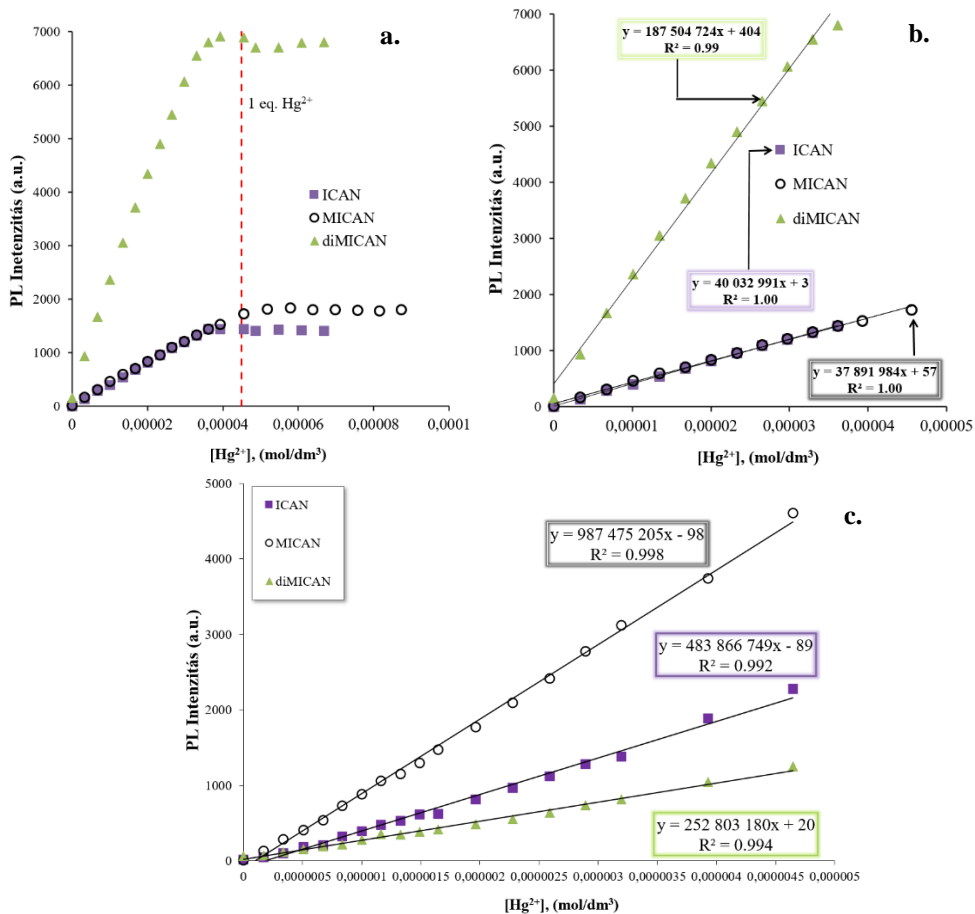 a.
7000
6000
5000
4000
3000
2000
1000
0
PL Inetenzitás (a.u.)
1 eq. Hg²⁺
ICAN
MICAN
diMICAN
0
0,00002
0,00004
0,00006
0,00008
0,0001
[Hg²⁺], (mol/dm³)
b.
7000
6000
5000
4000
3000
2000
1000
0
PL Intenzitás (a.u.)
y = 187 504 724x + 404
R² = 0.99
ICAN
MICAN
diMICAN
y = 40 032 991x + 3
R² = 1.00
y = 37 891 984x + 57
R² = 1.00
0
0,00001
0,00002
0,00003
0,00004
0,00005
[Hg²⁺], (mol/dm³)
c.
5000
4000
3000
2000
1000
0
PL Intenzitás (a.u.)
ICAN
MICAN
diMICAN
y = 987 475 205x - 98
R² = 0.998
y = 483 866 749x - 89
R² = 0.992
y = 252 803 180x + 20
R² = 0.994
0
0,0000005
0,000001
0,0000015
0,000002
0,0000025
0,000003
0,0000035
0,000004
0,0000045
0,000005
[Hg²⁺], (mol/dm³)